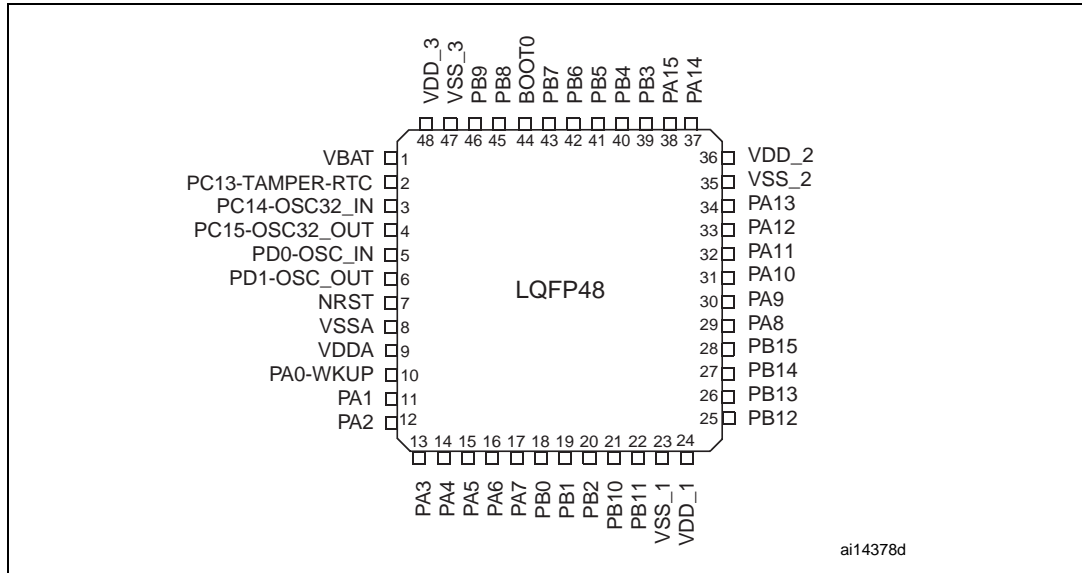 VDD_3
VSS_3
PB9
PB8
BOOT0
PB7
PB6
PB5
PB4
PB3
PA15
PA14
48 47 46 45 44 43 42 41 40 39 38 37
VBAT 1
PC13-TAMPER-RTC 2
PC14-OSC32_IN 3
PC15-OSC32_OUT 4
PD0-OSC_IN 5
PD1-OSC_OUT 6
NRST 7
VSSA 8
VDDA 9
PA0-WKUP 10
PA1 11
PA2 12
LQFP48
36 VDD_2
35 VSS_2
34 PA13
33 PA12
32 PA11
31 PA10
30 PA9
29 PA8
28 PB15
27 PB14
26 PB13
25 PB12
13 14 15 16 17 18 19 20 21 22 23 24
PA3
PA4
PA5
PA6
PA7
PB0
PB1
PB2
PB10
PB11
VSS_1
VDD_1
ai14378d